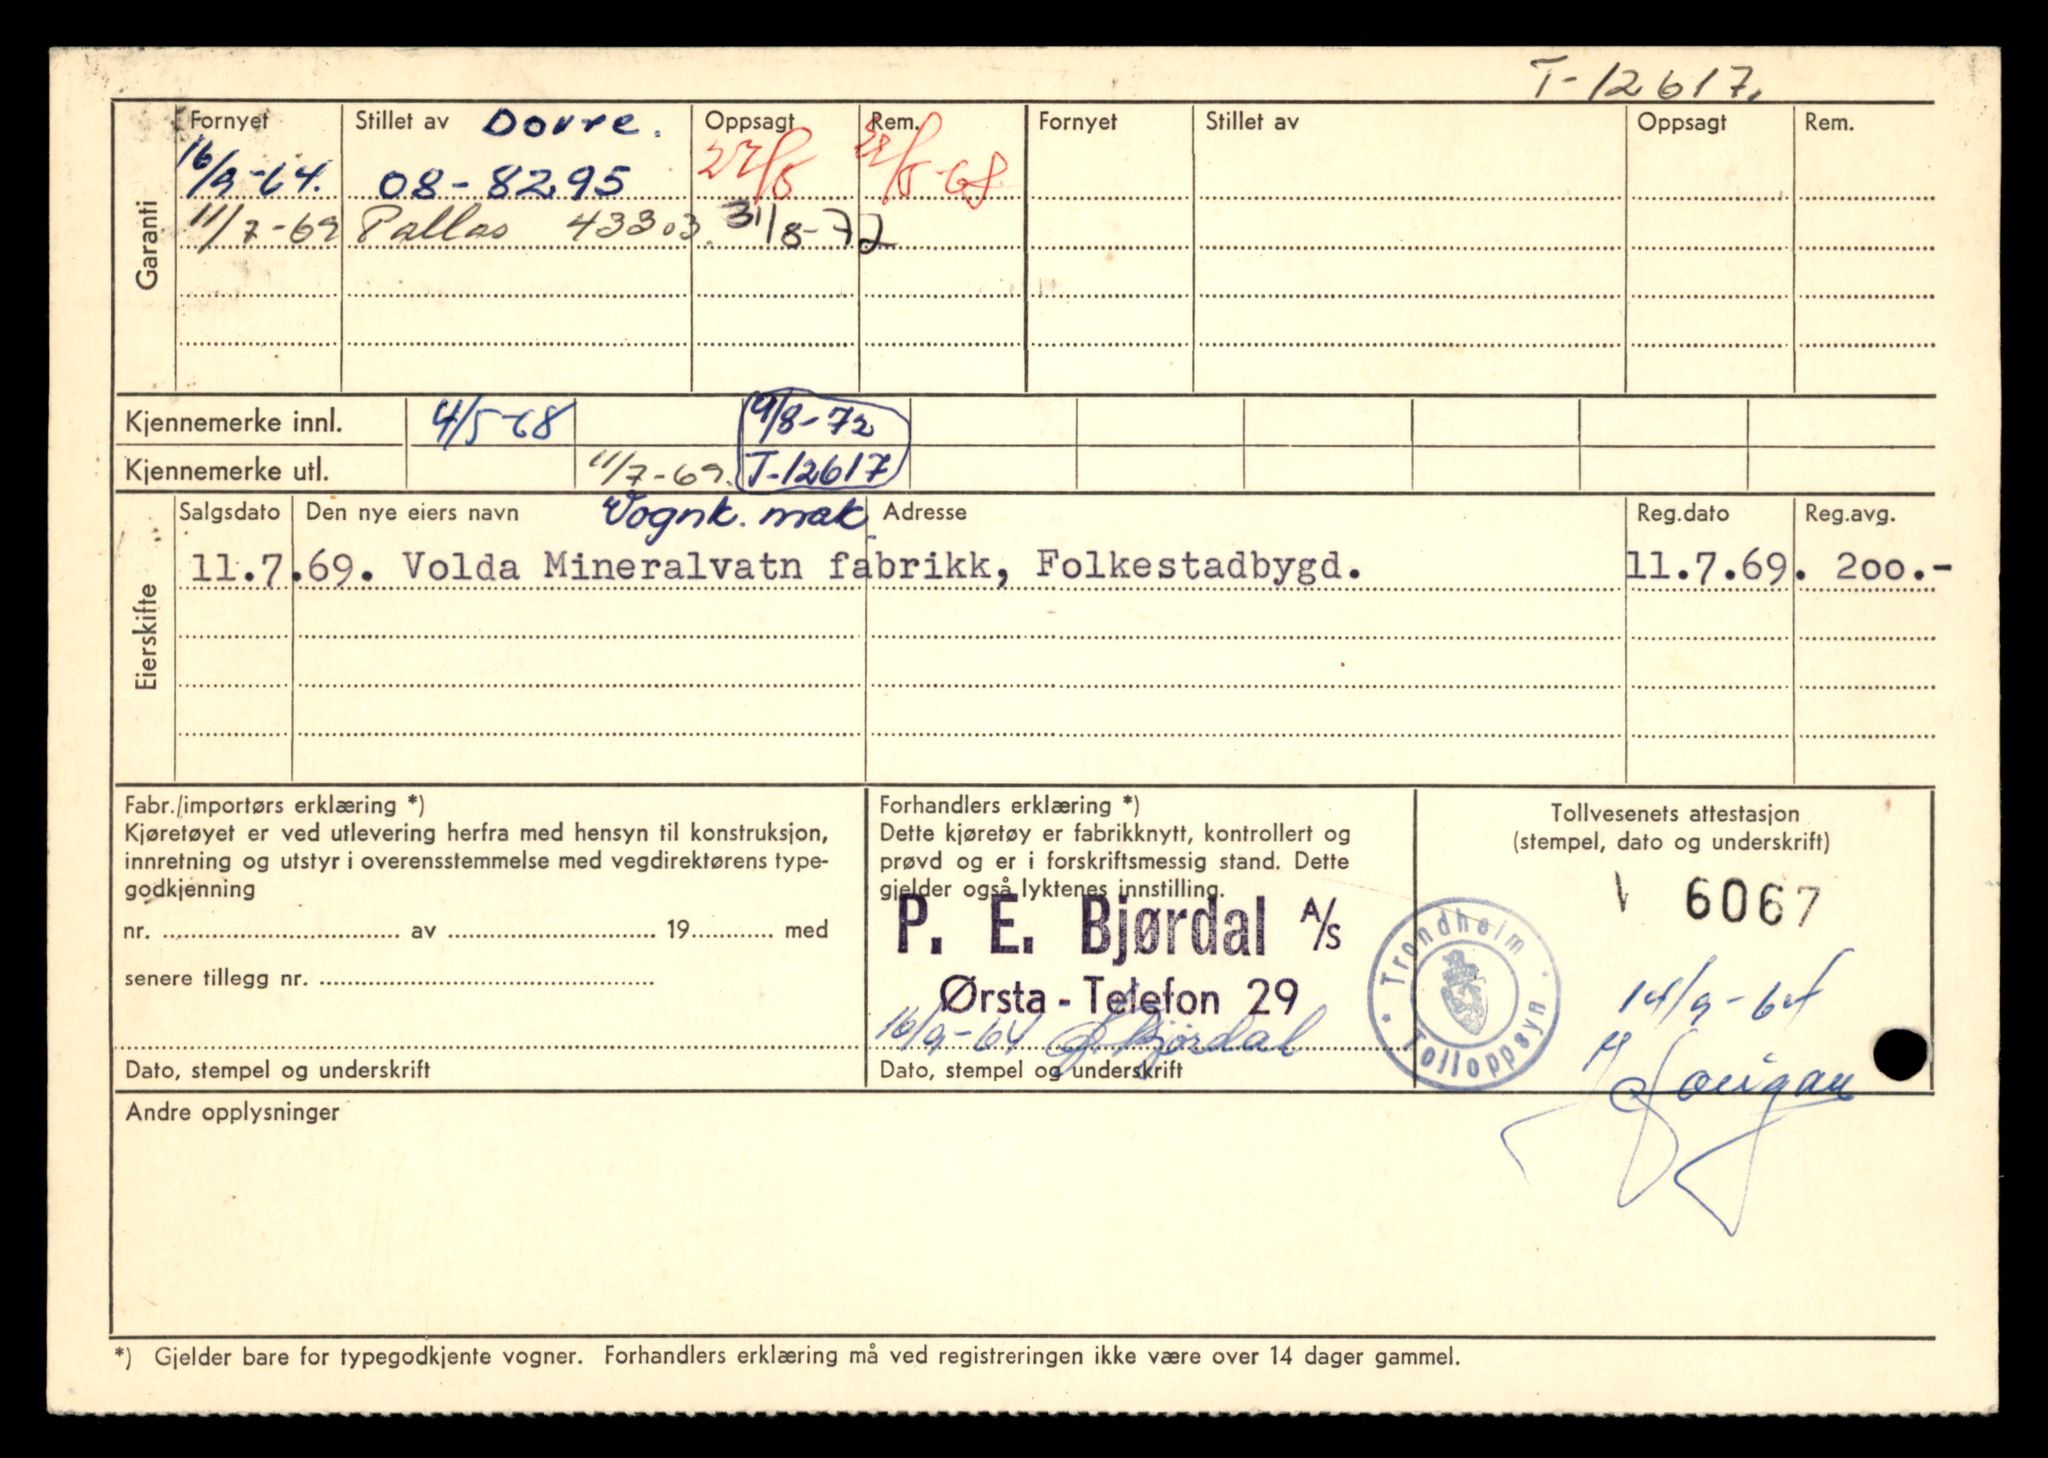 T-12617.
Garanti
Fornyet Stillet av Dovre. Oppsagt Rem. Fornyet Stillet av Oppsagt Rem.
16/9-64. 08-8295 22/5 22/5-68
11/7-69 Pallas 43303. 31/8-72
Kjennemerke innl. 4/5-68 9/8-72
Kjennemerke utl. 11/7-69. T-12617
Eierskifte
Salgsdato Den nye eiers navn Vognk. mak. Adresse Reg.dato Reg.avg.
11.7.69. Volda Mineralvatn fabrikk, Folkestadbygd. 11.7.69. 200.-
Fabr./importørs erklæring *)
Kjøretøyet er ved utlevering herfra med hensyn til konstruksjon,
innretning og utstyr i overensstemmelse med vegdirektørens type-
godkjenning
nr. av 19 med
senere tillegg nr.
Dato, stempel og underskrift
Forhandlers erklæring *)
Dette kjøretøy er fabrikknytt, kontrollert og
prøvd og er i forskriftsmessig stand. Dette
gjelder også lyktenes innstilling.
P. E. Bjørdal A/S
Ørsta - Telefon 29
16/9-64 Bjørdal
Dato, stempel og underskrift
Tollvesenets attestasjon
(stempel, dato og underskrift)
6067
Trondheim
Tolloppsyn
14/9-64
Andre opplysninger
*) Gjelder bare for typegodkjente vogner. Forhandlers erklæring må ved registreringen ikke være over 14 dager gammel.